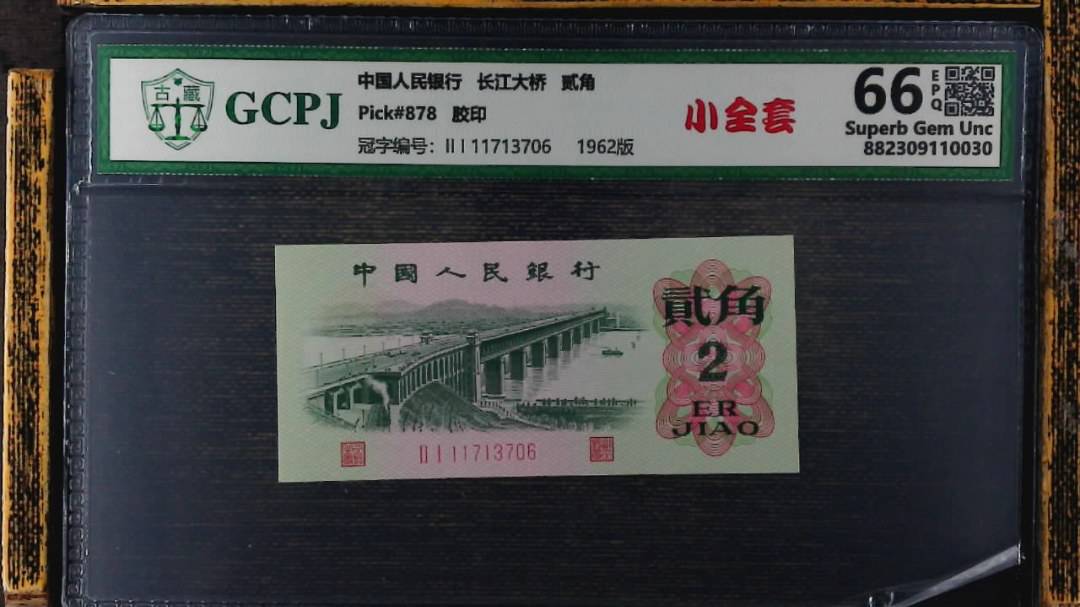 古藏
GCPJ
中国人民银行 长江大桥 贰角
Pick#878 胶印
冠字编号: II I 11713706 1962版
小全套
66 EPQ
Superb Gem Unc
882309110030
中國人民銀行
貳角
2
ER
JIAO
II I 11713706